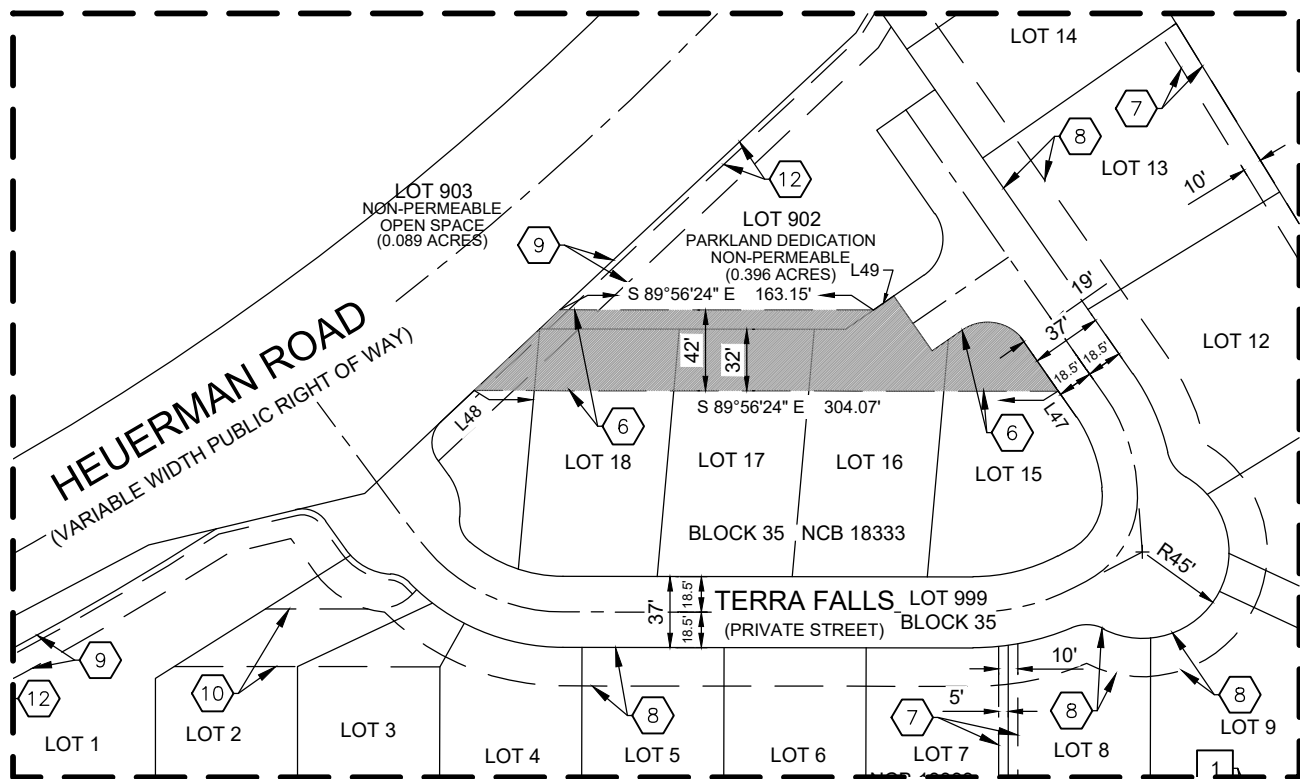 LOT 14
7
8
LOT 13
10'
LOT 903
NON-PERMEABLE
OPEN SPACE
(0.089 ACRES)
12
9
LOT 902
PARKLAND DEDICATION
NON-PERMEABLE
(0.396 ACRES)
L49
S 89°56'24" E 163.15'
19'
37'
18.5'
18.5'
LOT 12
42'
32'
S 89°56'24" E 304.07'
L48
L47
6
6
HEUERMAN ROAD
(VARIABLE WIDTH PUBLIC RIGHT OF WAY)
LOT 18
LOT 17
LOT 16
LOT 15
BLOCK 35 NCB 18333
R45'
37'
18.5'
18.5'
TERRA FALLS
(PRIVATE STREET)
LOT 999
BLOCK 35
9
12
10
8
10'
5'
7
8
8
LOT 1
LOT 2
LOT 3
LOT 4
LOT 5
LOT 6
LOT 7
LOT 8
LOT 9
1